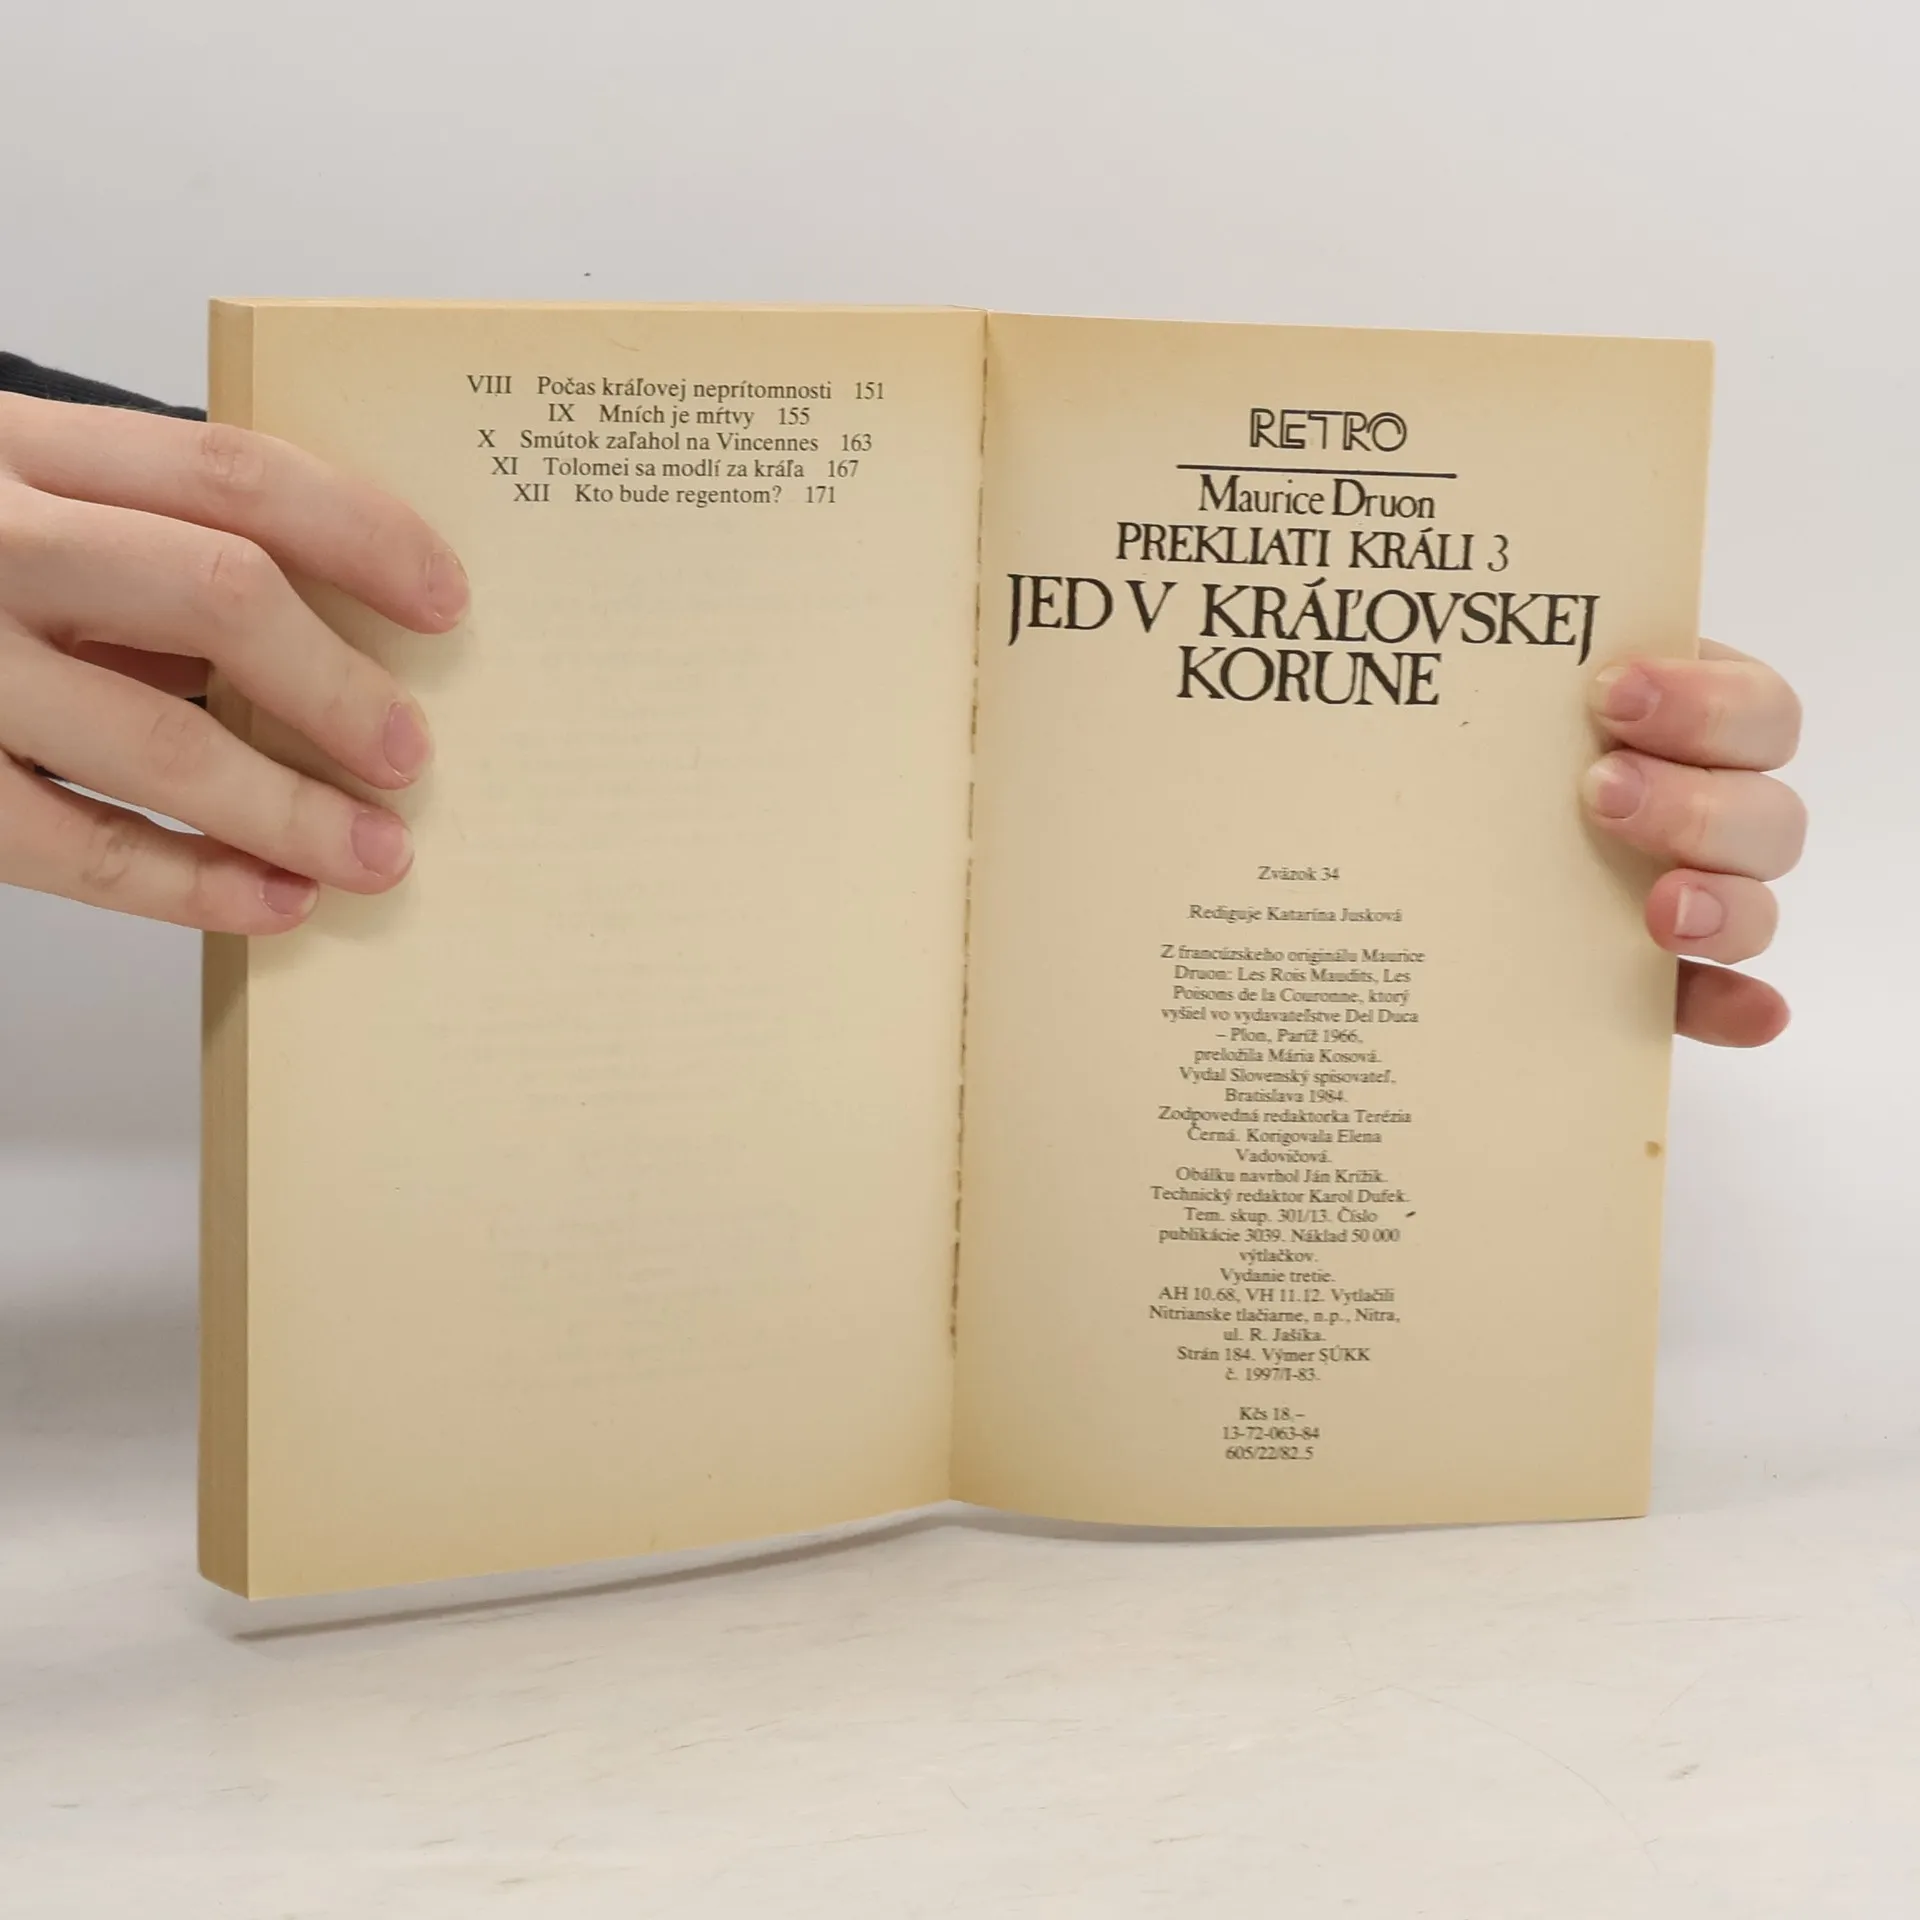 VIII Počas kráľovej neprítomnosti 151
IX Mních je mŕtvy 155
X Smútok zaľahol na Vincennes 163
XI Tolomei sa modlí za kráľa 167
XII Kto bude regentom? 171
RETRO
Maurice Druon
PREKLIATI KRÁLI 3
JED V KRÁĽOVSKEJ
KORUNE
Zväzok 34
Rediguje Katarína Jusková
Z francúzskeho originálu Maurice
Druon: Les Rois Maudits, Les
Poisons de la Couronne, ktorý
vyšiel vo vydavateľstve Del Duca
– Plon, Paríž 1966,
preložila Mária Kosová.
Vydal Slovenský spisovateľ,
Bratislava 1984.
Zodpovedná redaktorka Terézia
Černá. Korigovala Elena
Vadovičová.
Obálku navrhol Ján Krížik.
Technický redaktor Karol Dufek.
Tem. skup. 301/13. Číslo
publikácie 3039. Náklad 50 000
výtlačkov.
Vydanie tretie.
AH 10.68, VH 11.12. Vytlačili
Nitrianske tlačiarne, n.p., Nitra,
ul. R. Jašíka.
Strán 184. Výmer SÚKK
č. 1997/I-83.
Kčs 18,–
13-72-063-84
605/22/82.5